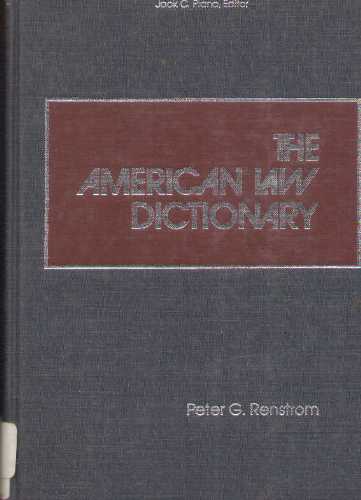 Jack C. Plano, Editor
THE
AMERICAN LAW
DICTIONARY
Peter G. Renstrom